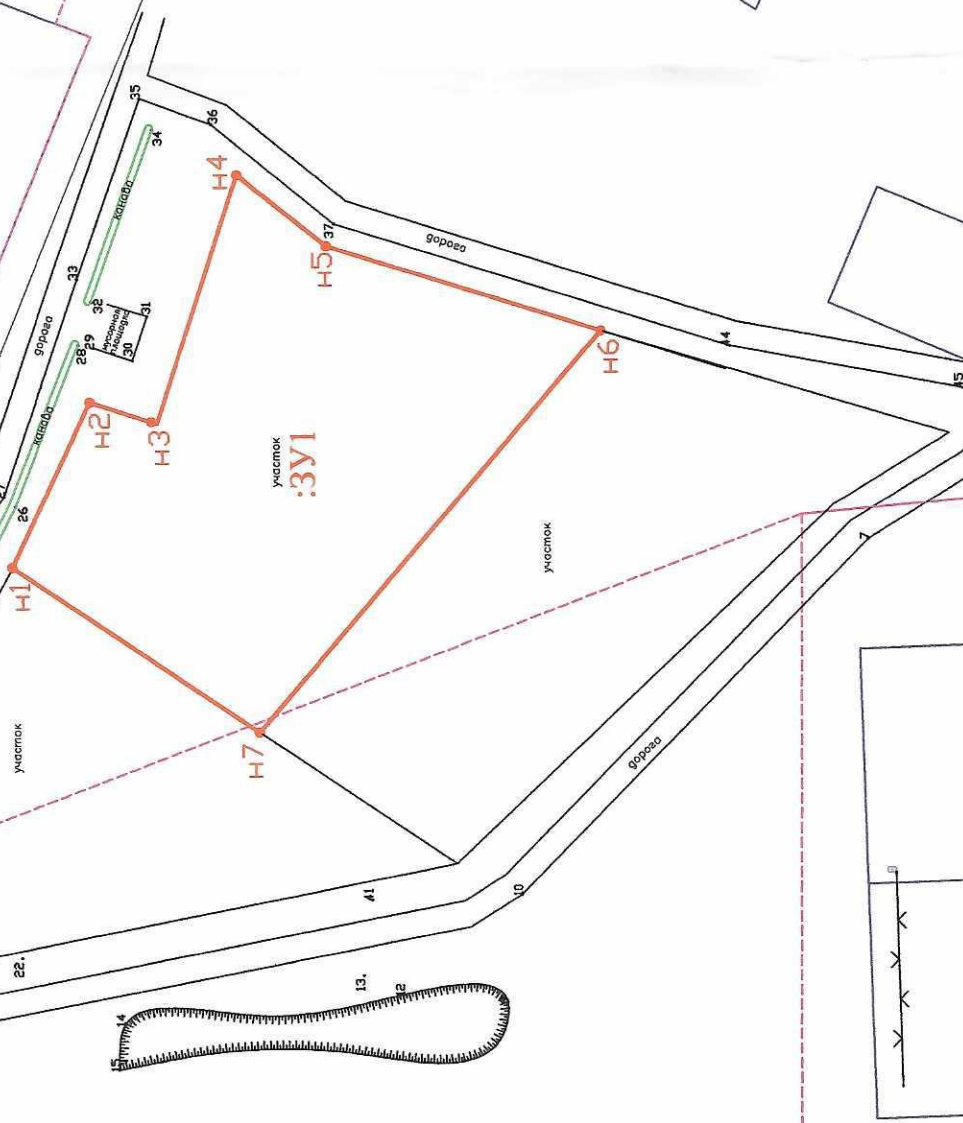 35
36
34
н4
канава
37
33
н5
дорога
32
31
мусорная
площадка
29
30
28
н2
н3
канава
27
26
участок
:ЗУ1
н1
н6
44
45
дорога
участок
7
участок
н7
дорога
41
10
22.
13.
12
14
15